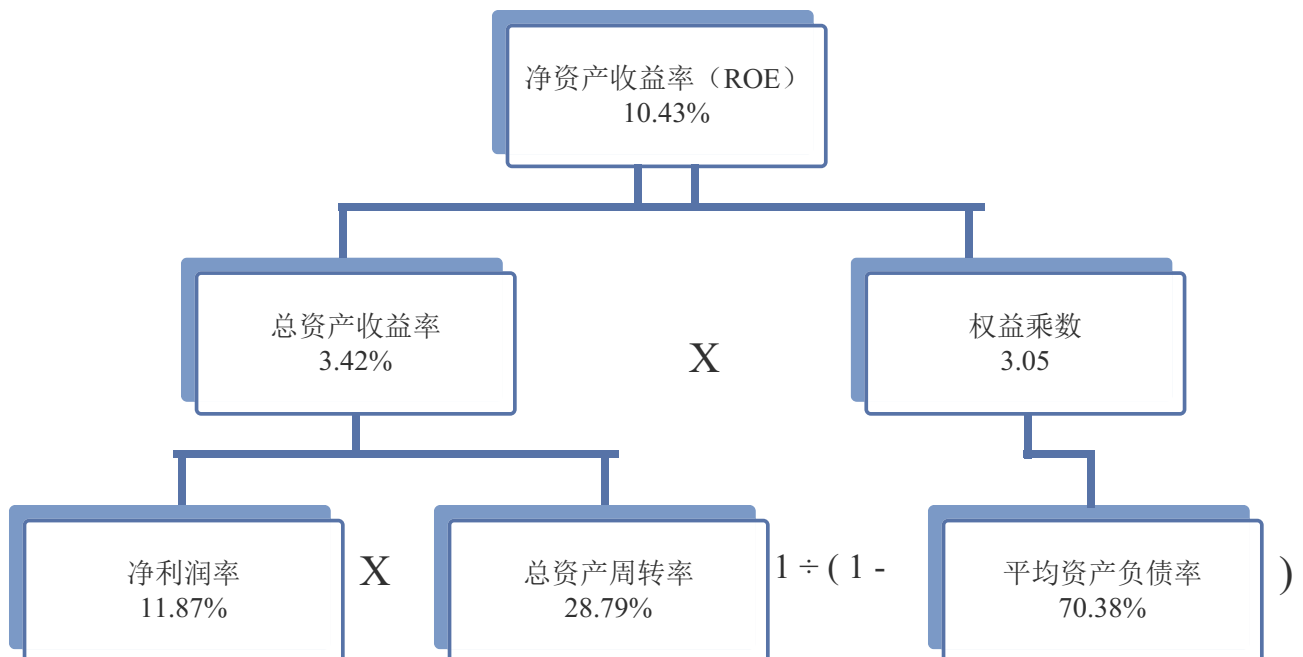 净资产收益率（ROE）
10.43%
总资产收益率
3.42%
X
权益乘数
3.05
净利润率
11.87%
X
总资产周转率
28.79%
1 ÷ ( 1 -
平均资产负债率
70.38%
)